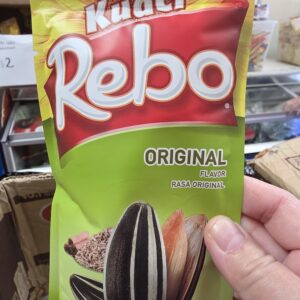 Kuaci
Rebo
ORIGINAL
FLAVOR
RASA ORIGINAL